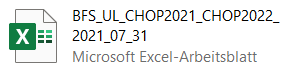 BFS_UL_CHOP2021_CHOP2022_
2021_07_31
Microsoft Excel-Arbeitsblatt